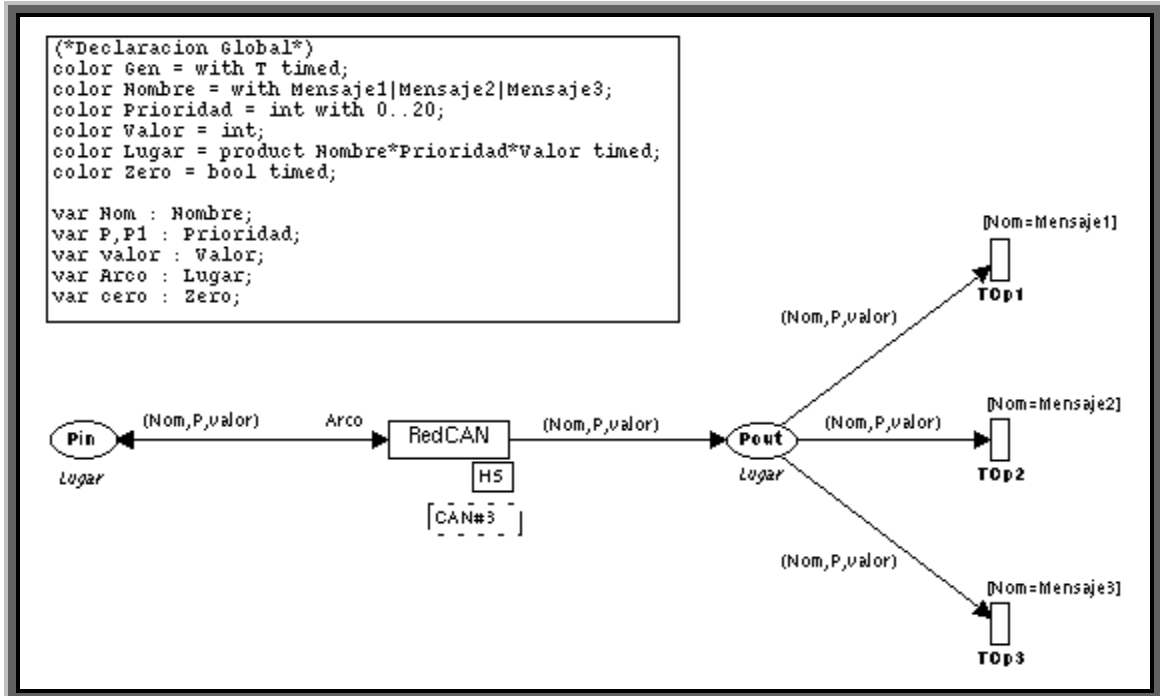 (*Declaracion Global*)
color Gen = with T timed;
color Nombre = with Mensaje1|Mensaje2|Mensaje3;
color Prioridad = int with 0..20;
color Valor = int;
color Lugar = product Nombre*Prioridad*Valor timed;
color Zero = bool timed;
var Nom : Nombre;
var P,P1 : Prioridad;
var valor : Valor;
var Arco : Lugar;
var cero : Zero;
[Nom=Mensaje1]
TOp1
(Nom,P,valor)
Pin
Lugar
(Nom,P,valor)
Arco
RedCAN
HS
CAN#3
(Nom,P,valor)
Pout
Lugar
(Nom,P,valor)
[Nom=Mensaje2]
TOp2
(Nom,P,valor)
[Nom=Mensaje3]
TOp3